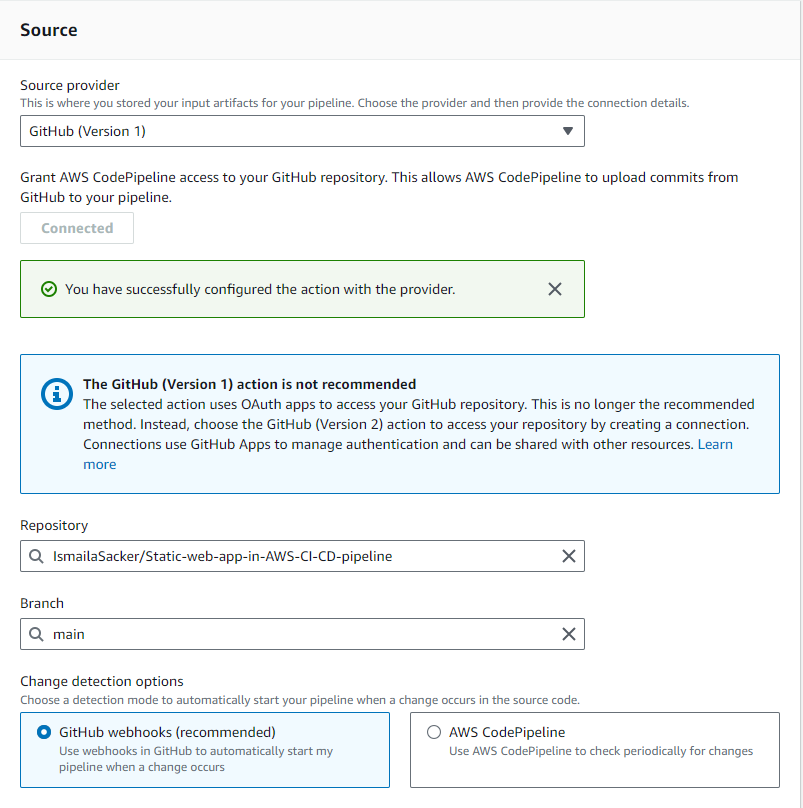 Source
Source provider
This is where you stored your input artifacts for your pipeline. Choose the provider and then provide the connection details.
GitHub (Version 1)
Grant AWS CodePipeline access to your GitHub repository. This allows AWS CodePipeline to upload commits from
GitHub to your pipeline.
Connected
You have successfully configured the action with the provider.
The GitHub (Version 1) action is not recommended
The selected action uses OAuth apps to access your GitHub repository. This is no longer the recommended
method. Instead, choose the GitHub (Version 2) action to access your repository by creating a connection.
Connections use GitHub Apps to manage authentication and can be shared with other resources. Learn
more
Repository
IsmailaSacker/Static-web-app-in-AWS-CI-CD-pipeline
Branch
main
Change detection options
Choose a detection mode to automatically start your pipeline when a change occurs in the source code.
GitHub webhooks (recommended)
Use webhooks in GitHub to automatically start my
pipeline when a change occurs
AWS CodePipeline
Use AWS CodePipeline to check periodically for changes